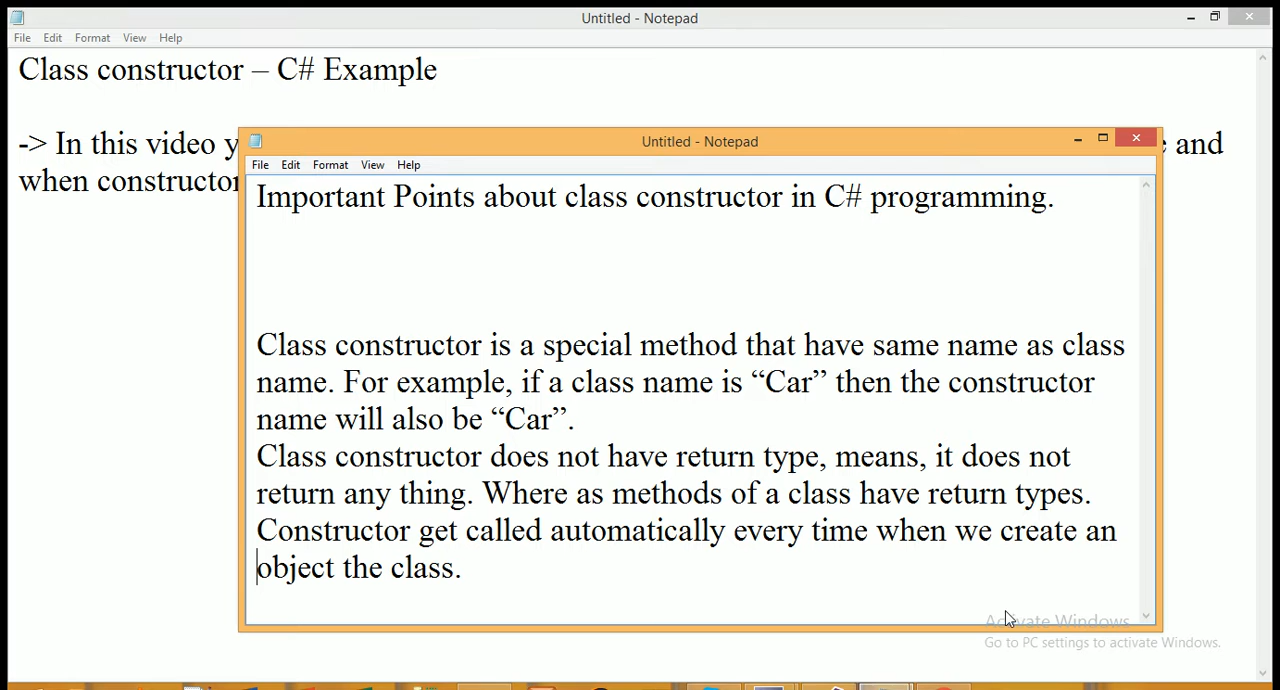 Untitled - Notepad
File Edit Format View Help
Class constructor – C# Example
-> In this video
and
when constructor
Untitled - Notepad
File Edit Format View Help
Important Points about class constructor in C# programming.
Class constructor is a special method that have same name as class
name. For example, if a class name is “Car” then the constructor
name will also be “Car”.
Class constructor does not have return type, means, it does not
return any thing. Where as methods of a class have return types.
Constructor get called automatically every time when we create an
object the class.
Activate Windows
Go to PC settings to activate Windows.